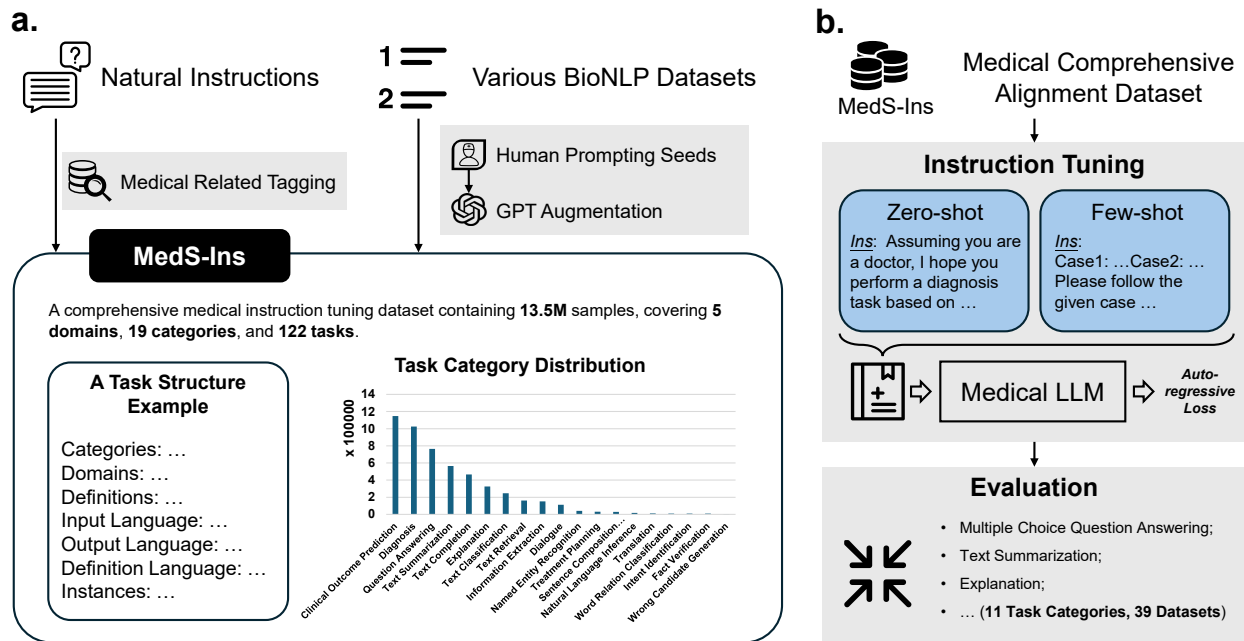 a.
?
Natural Instructions
1
2
Various BioNLP Datasets
Medical Related Tagging
Human Prompting Seeds
GPT Augmentation
MedS-Ins
A comprehensive medical instruction tuning dataset containing 13.5M samples, covering 5
domains, 19 categories, and 122 tasks.
A Task Structure
Example
Categories: …
Domains: …
Definitions: …
Input Language: …
Output Language: …
Definition Language: …
Instances: …
Task Category Distribution
x 100000
14
12
10
8
6
4
2
0
Clinical Outcome Prediction
Diagnosis
Question Answering
Text Summarization
Text Completion
Explanation
Text Classification
Text Retrieval
Information Extraction
Dialogue
Named Entity Recognition
Treatment Planning
Sentence Composition…
Natural Language Inference
Translation
Word Relation Classification
Intent Identification
Fact Verification
Wrong Candidate Generation
b.
MedS-Ins
Medical Comprehensive
Alignment Dataset
Instruction Tuning
Zero-shot
Ins: Assuming you are
a doctor, I hope you
perform a diagnosis
task based on …
Few-shot
Ins:
Case1: …Case2: …
Please follow the
given case …
Medical LLM
Auto-
regressive
Loss
Evaluation
• Multiple Choice Question Answering;
• Text Summarization;
• Explanation;
• … (11 Task Categories, 39 Datasets)